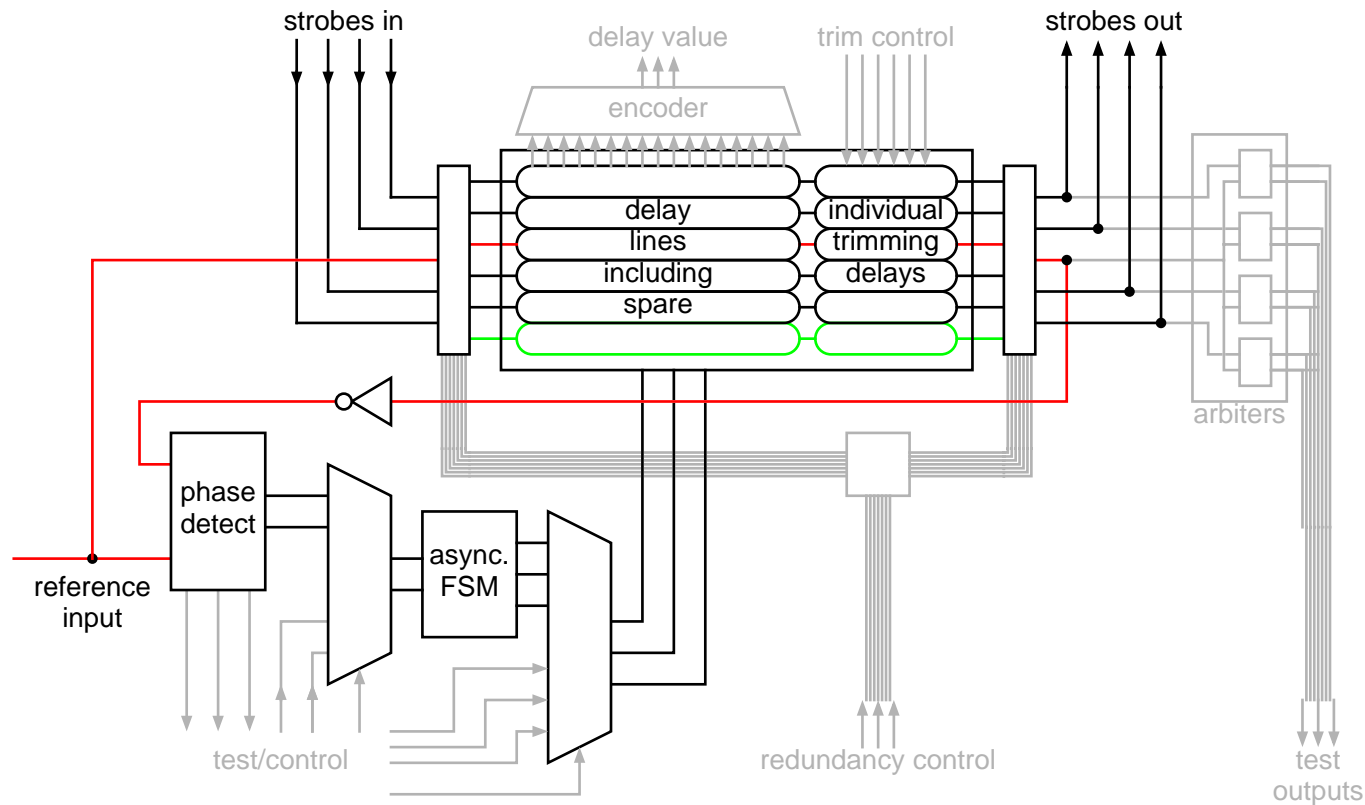 strobes in
strobes out
delay value
trim control
encoder
delay
individual
lines
trimming
including
delays
spare
arbiters
phase
detect
async.
FSM
reference
input
test/control
redundancy control
test
outputs